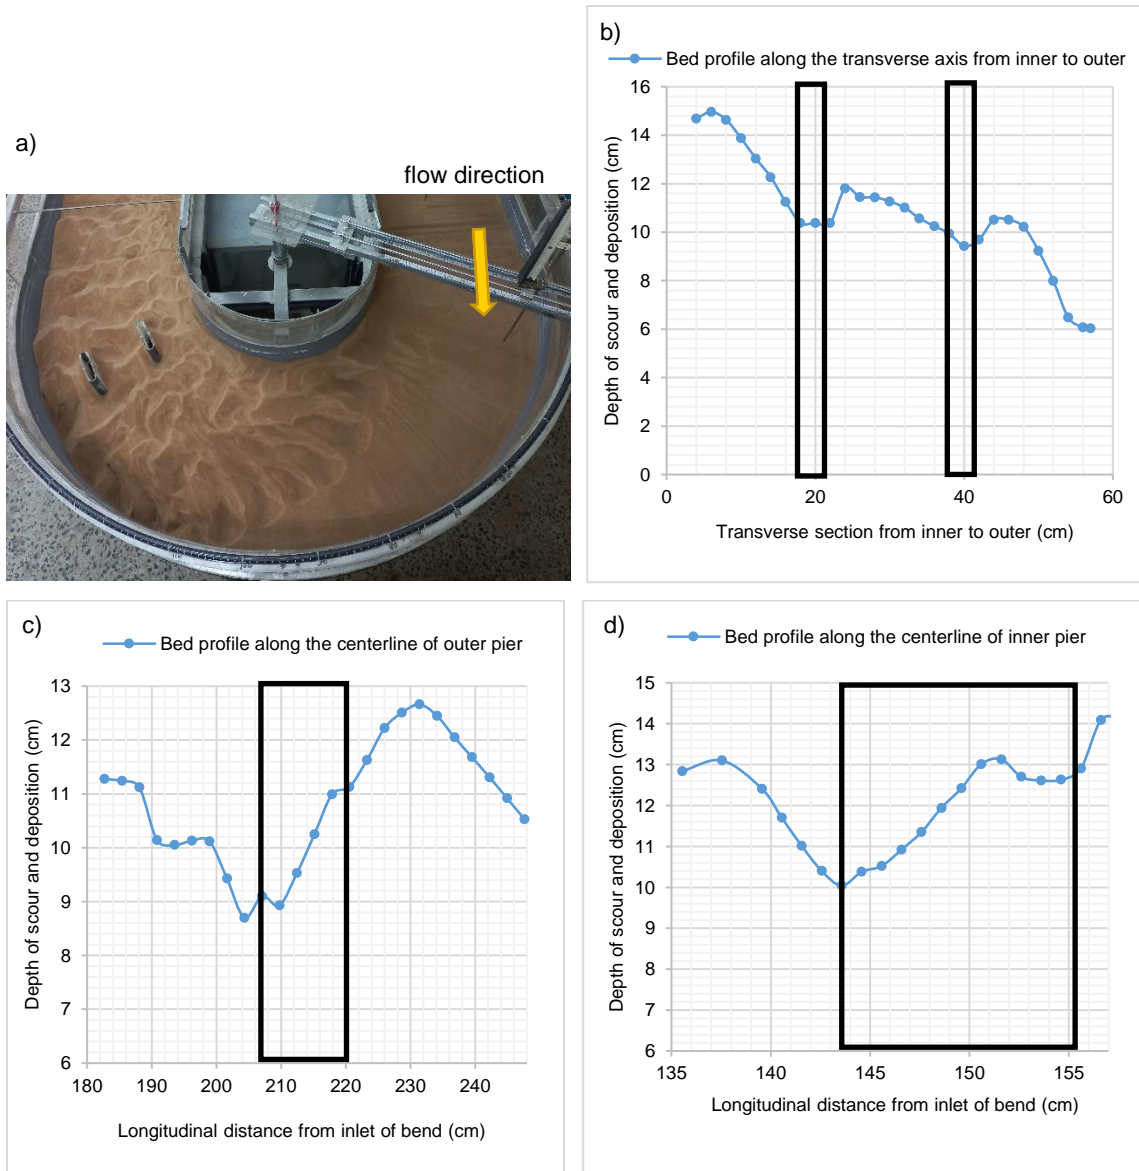 a)
flow direction
b)
Bed profile along the transverse axis from inner to outer
Depth of scour and deposition (cm)
16
14
12
10
8
6
4
2
0
0 20 40 60
Transverse section from inner to outer (cm)
c)
Bed profile along the centerline of outer pier
Depth of scour and deposition (cm)
13
12
11
10
9
8
7
6
180 190 200 210 220 230 240
Longitudinal distance from inlet of bend (cm)
d)
Bed profile along the centerline of inner pier
Depth of scour and deposition (cm)
15
14
13
12
11
10
9
8
7
6
135 140 145 150 155
Longitudinal distance from inlet of bend (cm)